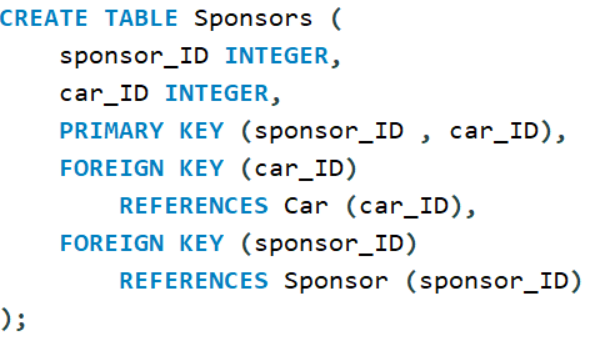 CREATE TABLE Sponsors (
    sponsor_ID INTEGER,
    car_ID INTEGER,
    PRIMARY KEY (sponsor_ID , car_ID),
    FOREIGN KEY (car_ID)
        REFERENCES Car (car_ID),
    FOREIGN KEY (sponsor_ID)
        REFERENCES Sponsor (sponsor_ID)
);